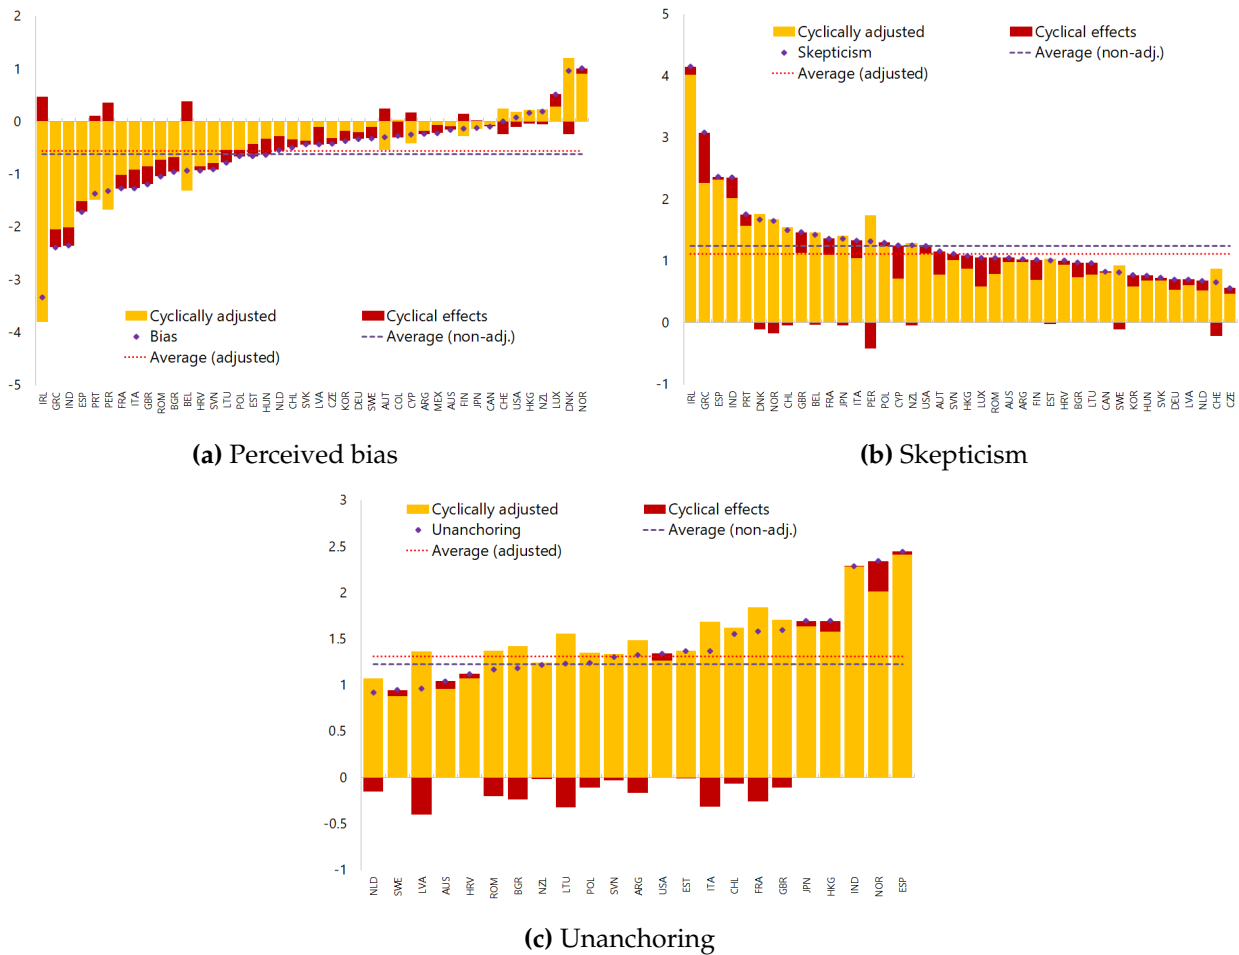 2
1
0
-1
-2
-3
-4
-5
Cyclically adjusted
Cyclical effects
Bias
Average (non-adj.)
Average (adjusted)
IRL GRC IND ESP PRT PER FRA ITA GBR ROM BGR BEL HRV SVN LTU POL EST HUN NLD CHL SVK LVA CZE KOR DEU SWE AUT COL CYP ARG MEX AUS FIN JPN CAN CHE USA HKG NZL LUX DNK NOR
(a) Perceived bias
5
4
3
2
1
0
-1
Cyclically adjusted
Cyclical effects
Skepticism
Average (non-adj.)
Average (adjusted)
IRL GRC ESP IND PRT DNK NOR CHL GBR BEL FRA JPN ITA PER POL CYP NZL USA AUT SVN HKG LUX ROM AUS ARG FIN EST HRV BGR LTU CAN SWE KOR HUN SVK DEU LVA NLD CHE CZE
(b) Skepticism
3
2.5
2
1.5
1
0.5
0
-0.5
-1
Cyclically adjusted
Cyclical effects
Unanchoring
Average (non-adj.)
Average (adjusted)
NLD SWE LVA AUS HRV ROM BGR NZL LTU POL SVN ARG USA EST ITA CHL FRA GBR JPN HKG IND NOR ESP
(c) Unanchoring